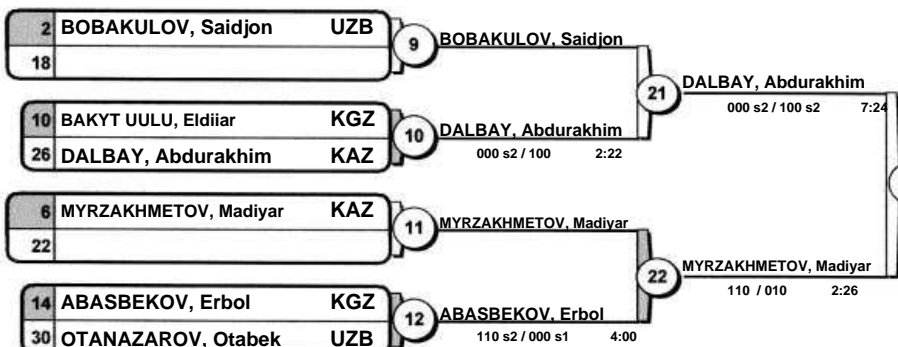 2 BOBAKULOV, Saidjon UZB
18
9
BOBAKULOV, Saidjon
10 BAKYT UULU, Eldiiar KGZ
26 DALBAY, Abdurakhim KAZ
10
DALBAY, Abdurakhim
000 s2 / 100 2:22
21
DALBAY, Abdurakhim
000 s2 / 100 s2 7:24
6 MYRZAKHMETOV, Madiyar KAZ
22
11
MYRZAKHMETOV, Madiyar
14 ABASBEKOV, Erbol KGZ
30 OTANAZAROV, Otabek UZB
12
ABASBEKOV, Erbol
110 s2 / 000 s1 4:00
22
MYRZAKHMETOV, Madiyar
110 / 010 2:26